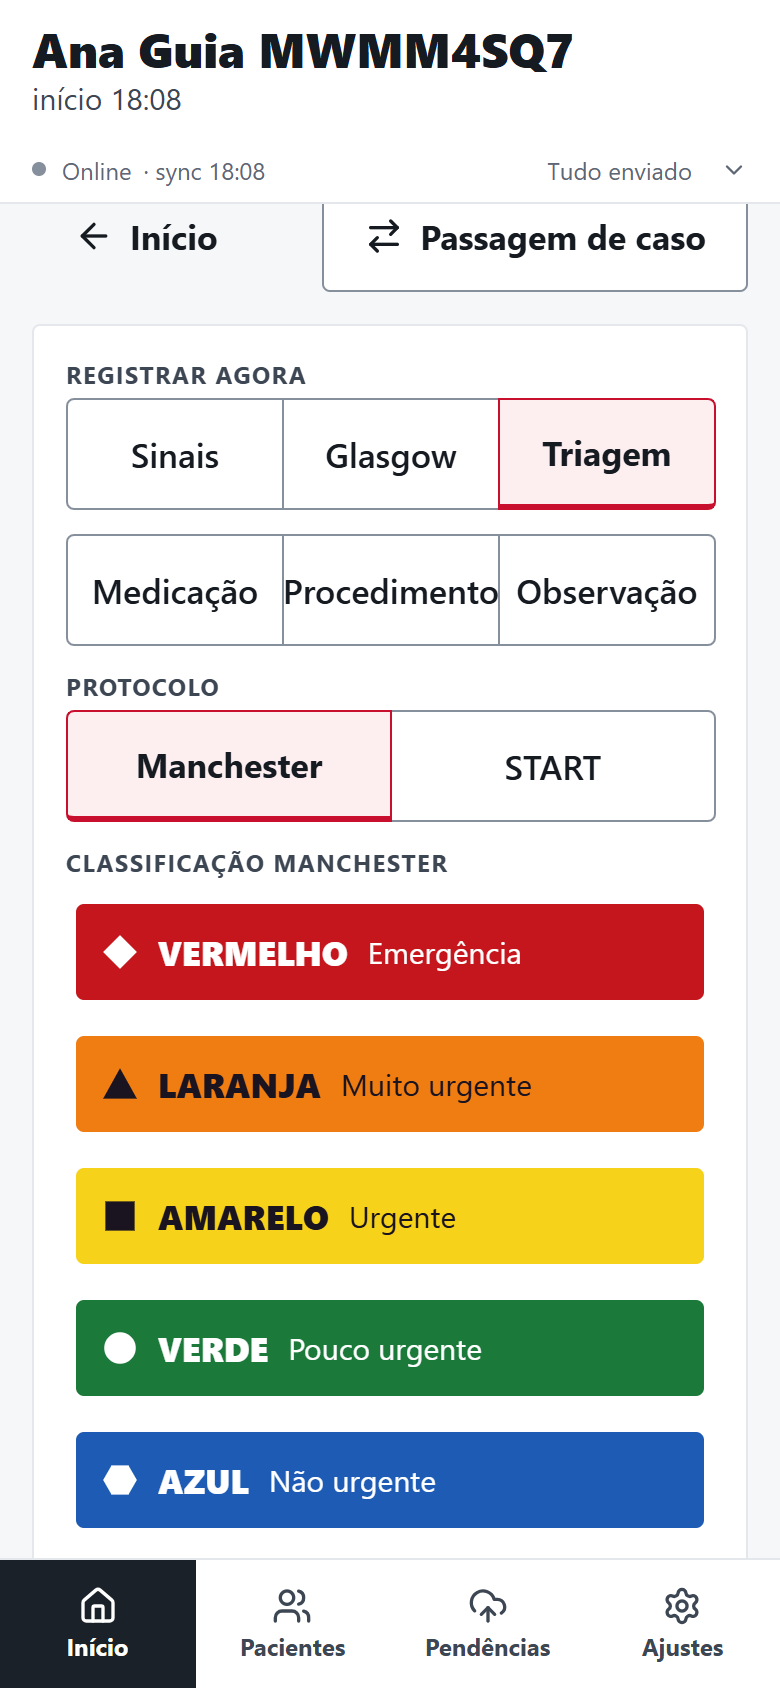 Ana Guia MWMM4SQ7
início 18:08
Online · sync 18:08 Tudo enviado
Início Passagem de caso
REGISTRAR AGORA
Sinais Glasgow Triagem
Medicação Procedimento Observação
PROTOCOLO
Manchester START
CLASSIFICAÇÃO MANCHESTER
VERMELHO Emergência
LARANJA Muito urgente
AMARELO Urgente
VERDE Pouco urgente
AZUL Não urgente
Início Pacientes Pendências Ajustes